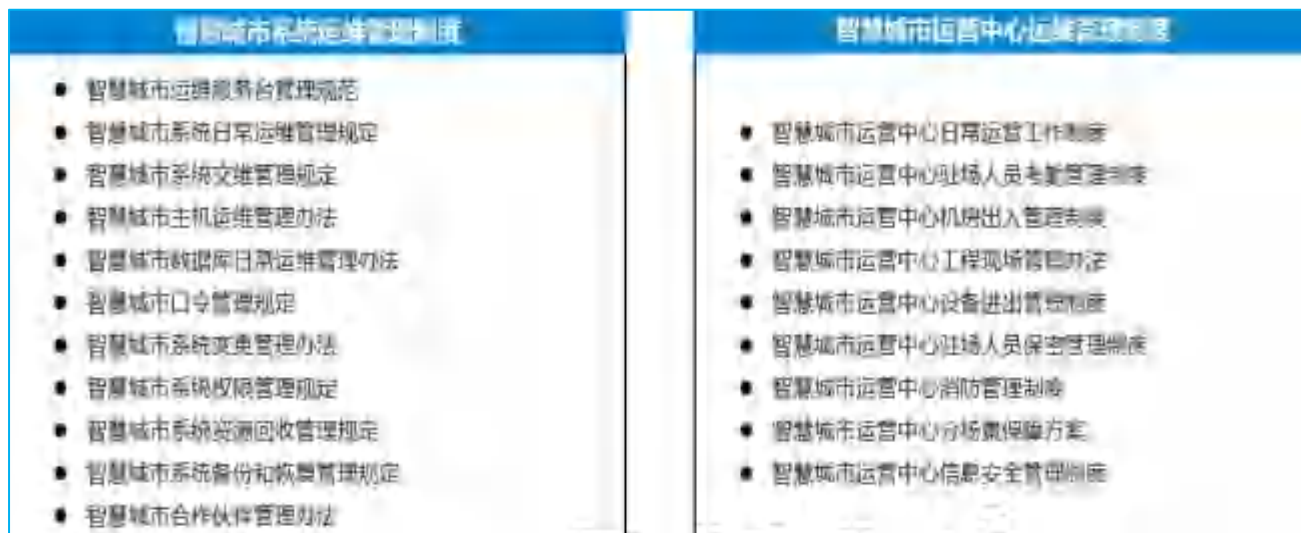 智慧城市系统运维管理制度
智慧城市运维服务台管理规范
智慧城市系统日常运维管理规定
智慧城市系统交维管理规定
智慧城市主机运维管理办法
智慧城市数据库日常运维管理办法
智慧城市口令管理规定
智慧城市系统变更管理办法
智慧城市系统权限管理规定
智慧城市系统资源回收管理规定
智慧城市系统备份和恢复管理规定
智慧城市合作伙伴管理办法
智慧城市运营中心运维管理制度
智慧城市运营中心日常运营工作制度
智慧城市运营中心驻场人员考勤管理制度
智慧城市运营中心机房出入管理制度
智慧城市运营中心工程现场管理办法
智慧城市运营中心设备进出管理制度
智慧城市运营中心驻场人员保密管理制度
智慧城市运营中心消防管理制度
智慧城市运营中心分场景保障方案
智慧城市运营中心信息安全管理制度